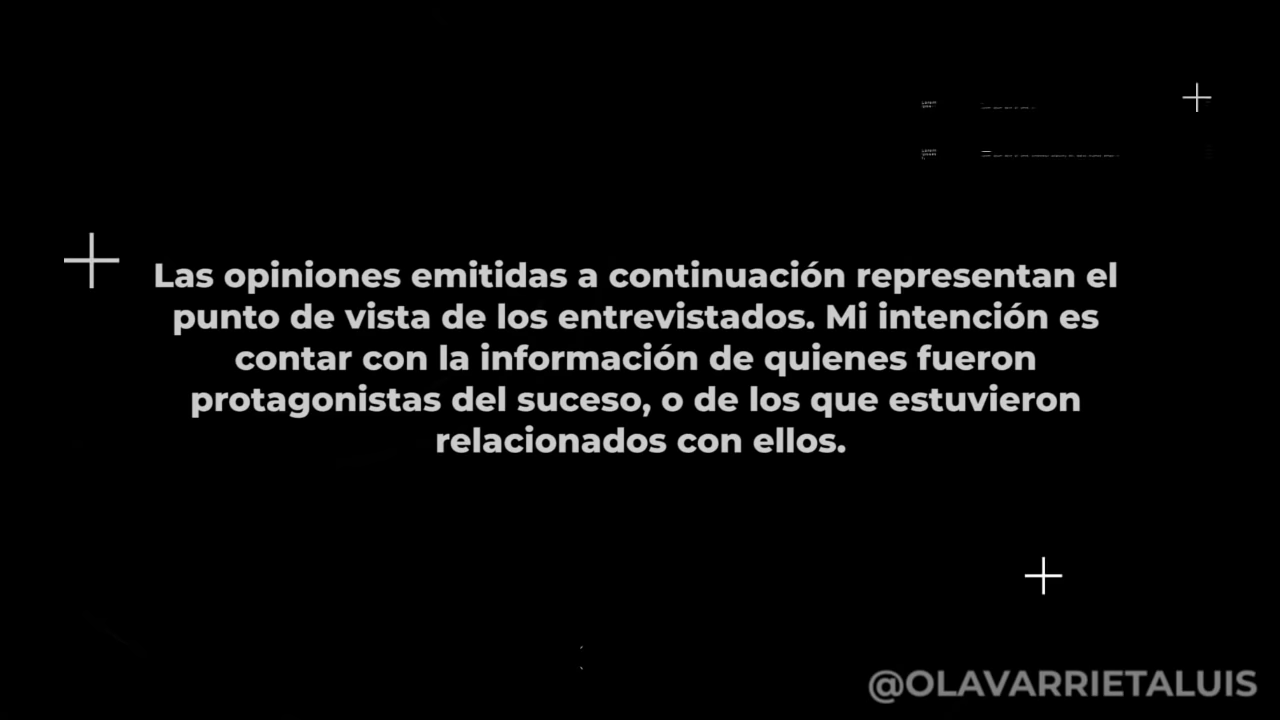 Las opiniones emitidas a continuación representan el
punto de vista de los entrevistados. Mi intención es
contar con la información de quienes fueron
protagonistas del suceso, o de los que estuvieron
relacionados con ellos.
@OLAVARRIETALUIS